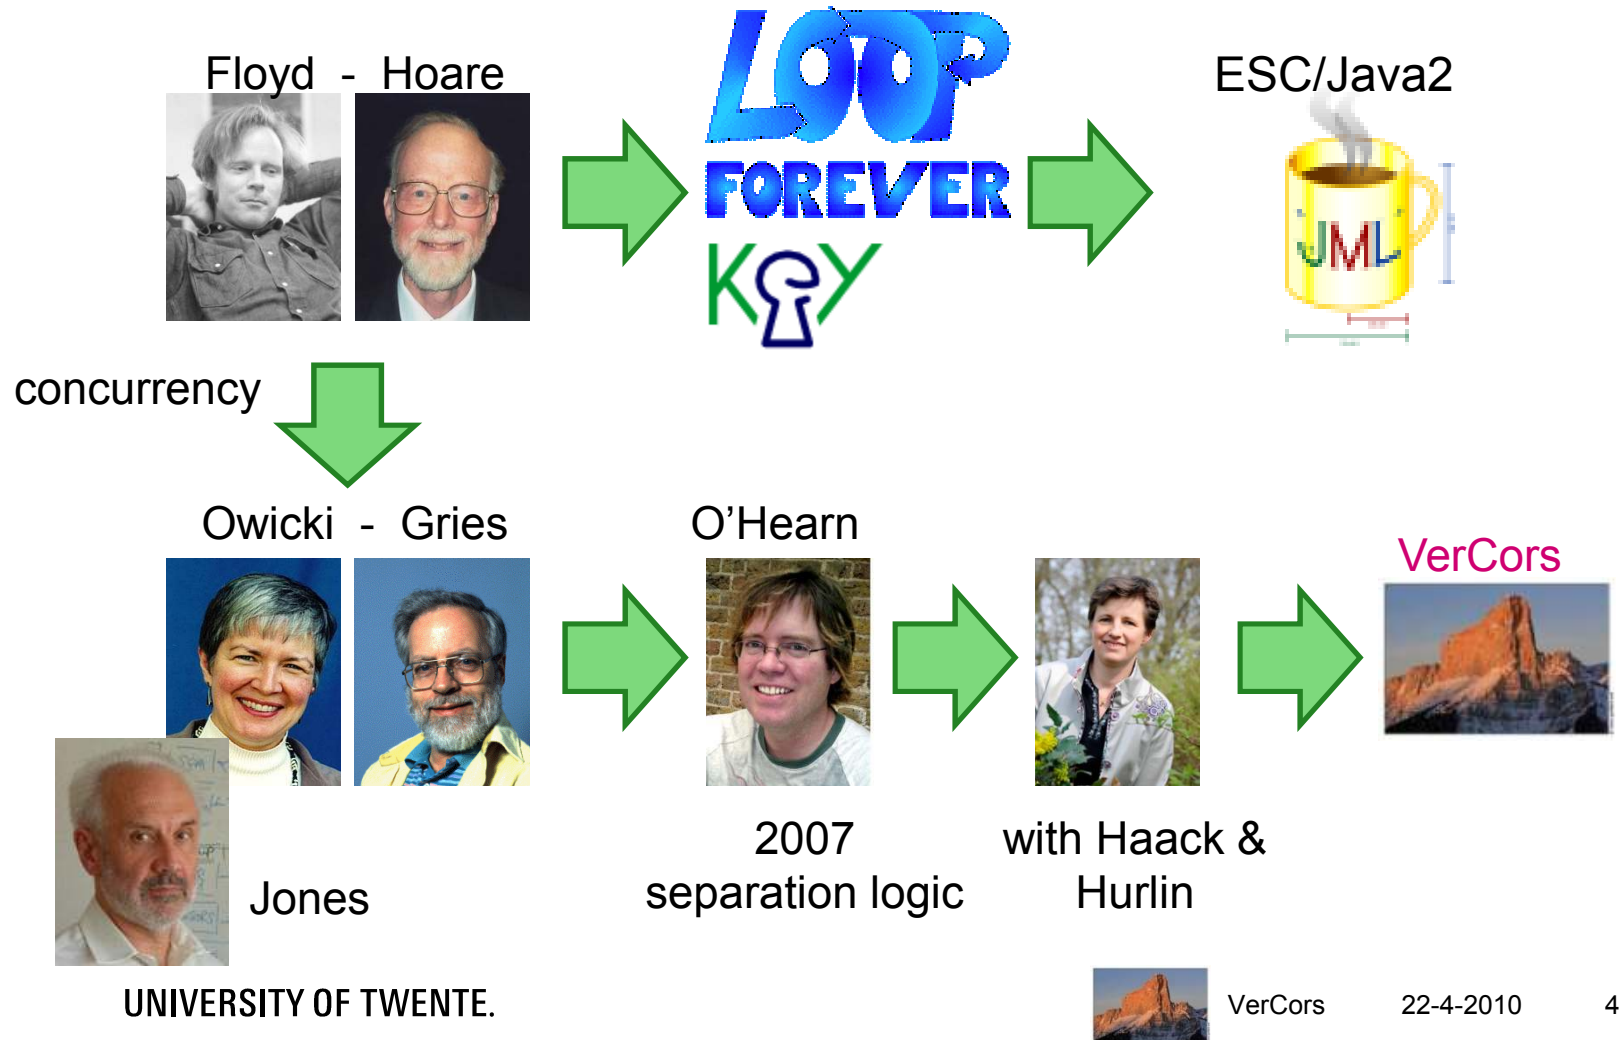 Floyd - Hoare
LOOP
FOREVER
KeY
ESC/Java2
JML
concurrency
Owicki - Gries
O’Hearn
VerCors
Jones
2007
separation logic
with Haack &
Hurlin
UNIVERSITY OF TWENTE.
VerCors 22-4-2010 4